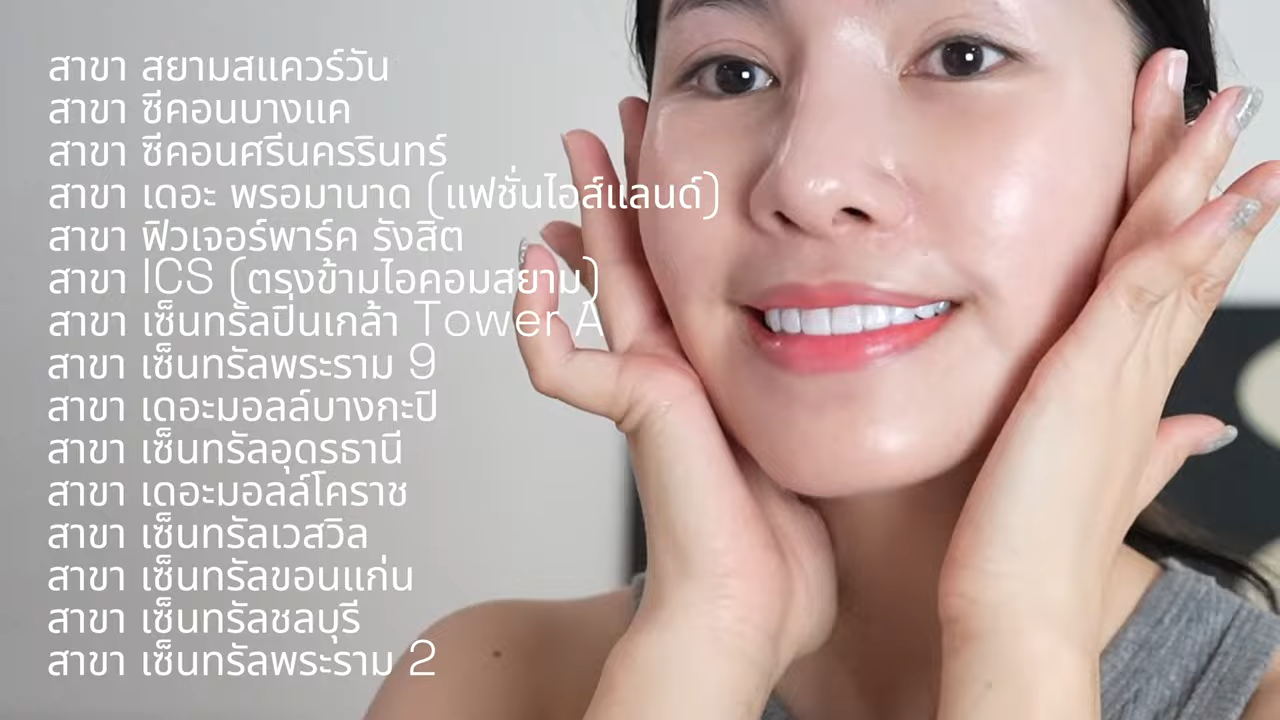 สาขา สยามสแควร์วัน
สาขา ซีคอนบางแค
สาขา ซีคอนศรีนครรินทร์
สาขา เดอะ พรอมานาด (แฟชั่นไอส์แลนด์)
สาขา ฟิวเจอร์พาร์ค รังสิต
สาขา ICS (ตรงข้ามไอคอมสยาม)
สาขา เซ็นทรัลปิ่นเกล้า Tower A
สาขา เซ็นทรัลพระราม 9
สาขา เดอะมอลล์บางกะปิ
สาขา เซ็นทรัลอุดรธานี
สาขา เดอะมอลล์โคราช
สาขา เซ็นทรัลเวสวิล
สาขา เซ็นทรัลขอนแก่น
สาขา เซ็นทรัลชลบุรี
สาขา เซ็นทรัลพระราม 2